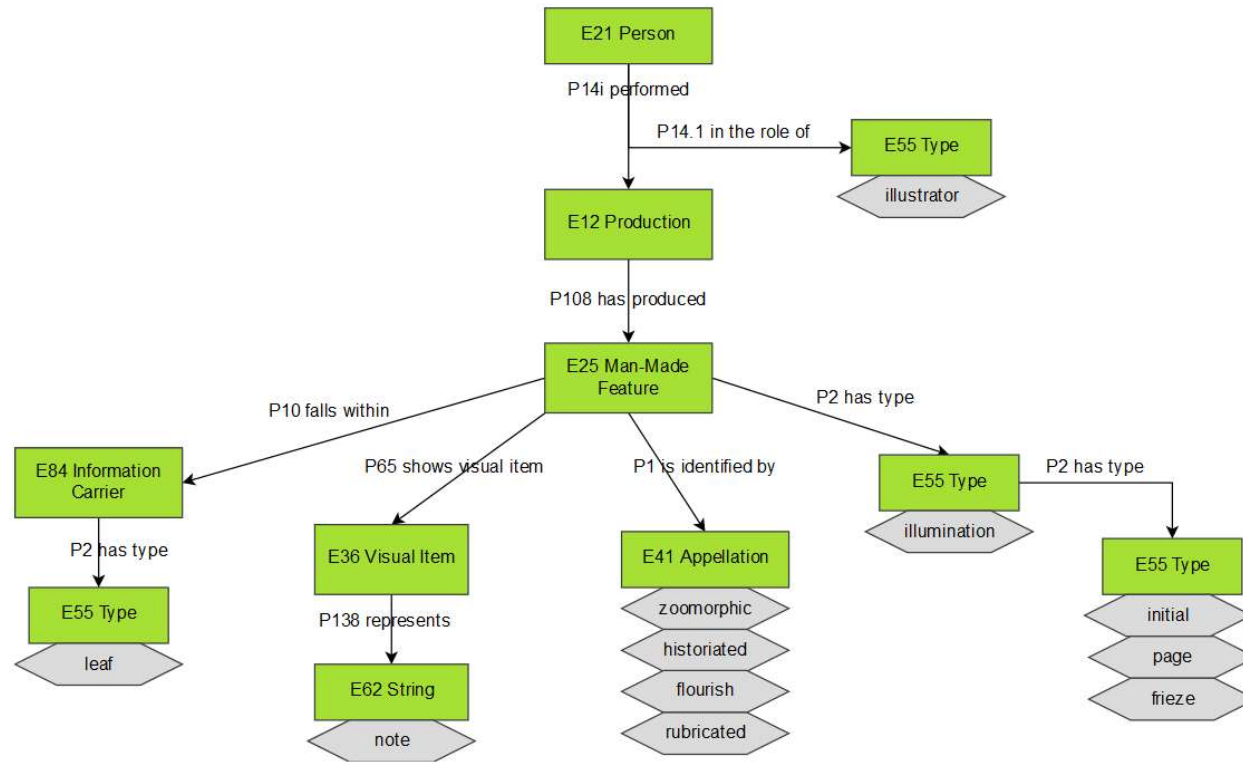 E21 Person
P14i performed
P14.1 in the role of
E55 Type
illustrator
E12 Production
P108 has produced
E25 Man-Made
Feature
P10 falls within
P65 shows visual item
P1 is identified by
P2 has type
E84 Information
Carrier
P2 has type
E55 Type
leaf
E36 Visual Item
P138 represents
E62 String
note
E41 Appellation
zoomorphic
historiated
flourish
rubricated
E55 Type
illumination
P2 has type
E55 Type
initial
page
frieze